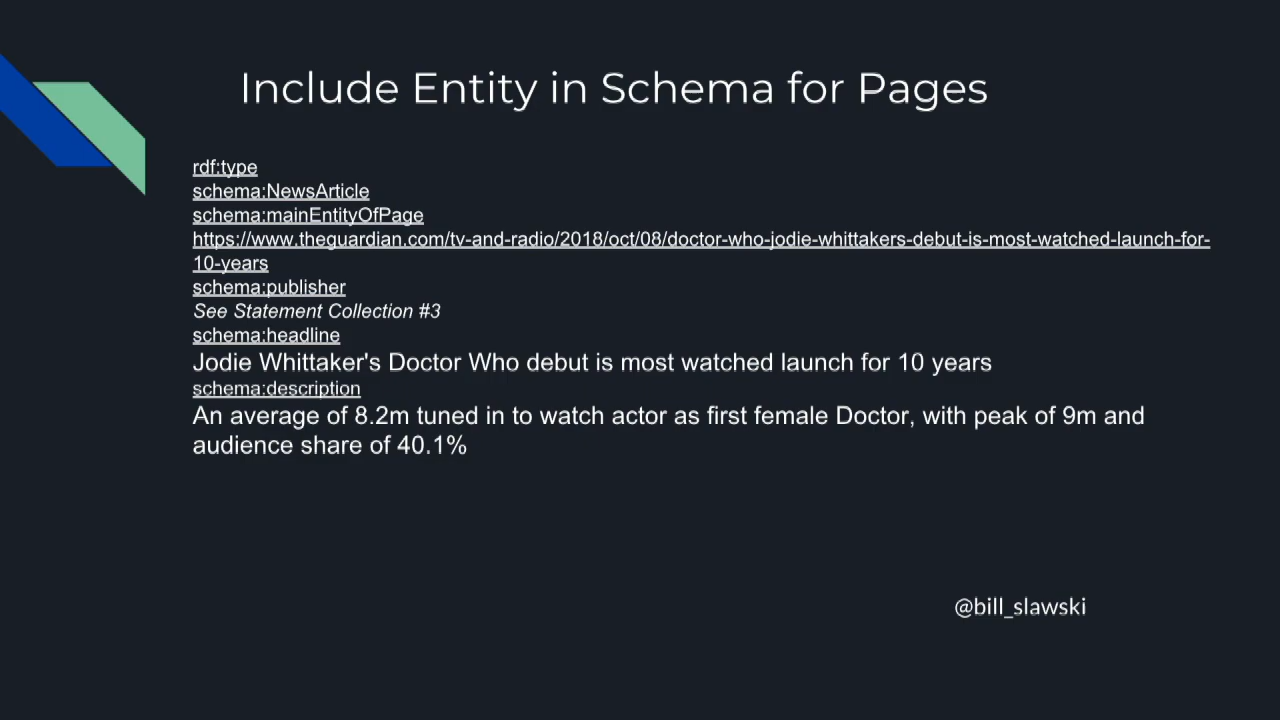 Include Entity in Schema for Pages
rdf:type
schema:NewsArticle
schema:mainEntityOfPage
https://www.theguardian.com/tv-and-radio/2018/oct/08/doctor-who-jodie-whittakers-debut-is-most-watched-launch-for-
10-years
schema:publisher
See Statement Collection #3
schema:headline
Jodie Whittaker's Doctor Who debut is most watched launch for 10 years
schema:description
An average of 8.2m tuned in to watch actor as first female Doctor, with peak of 9m and
audience share of 40.1%
@bill_slawski